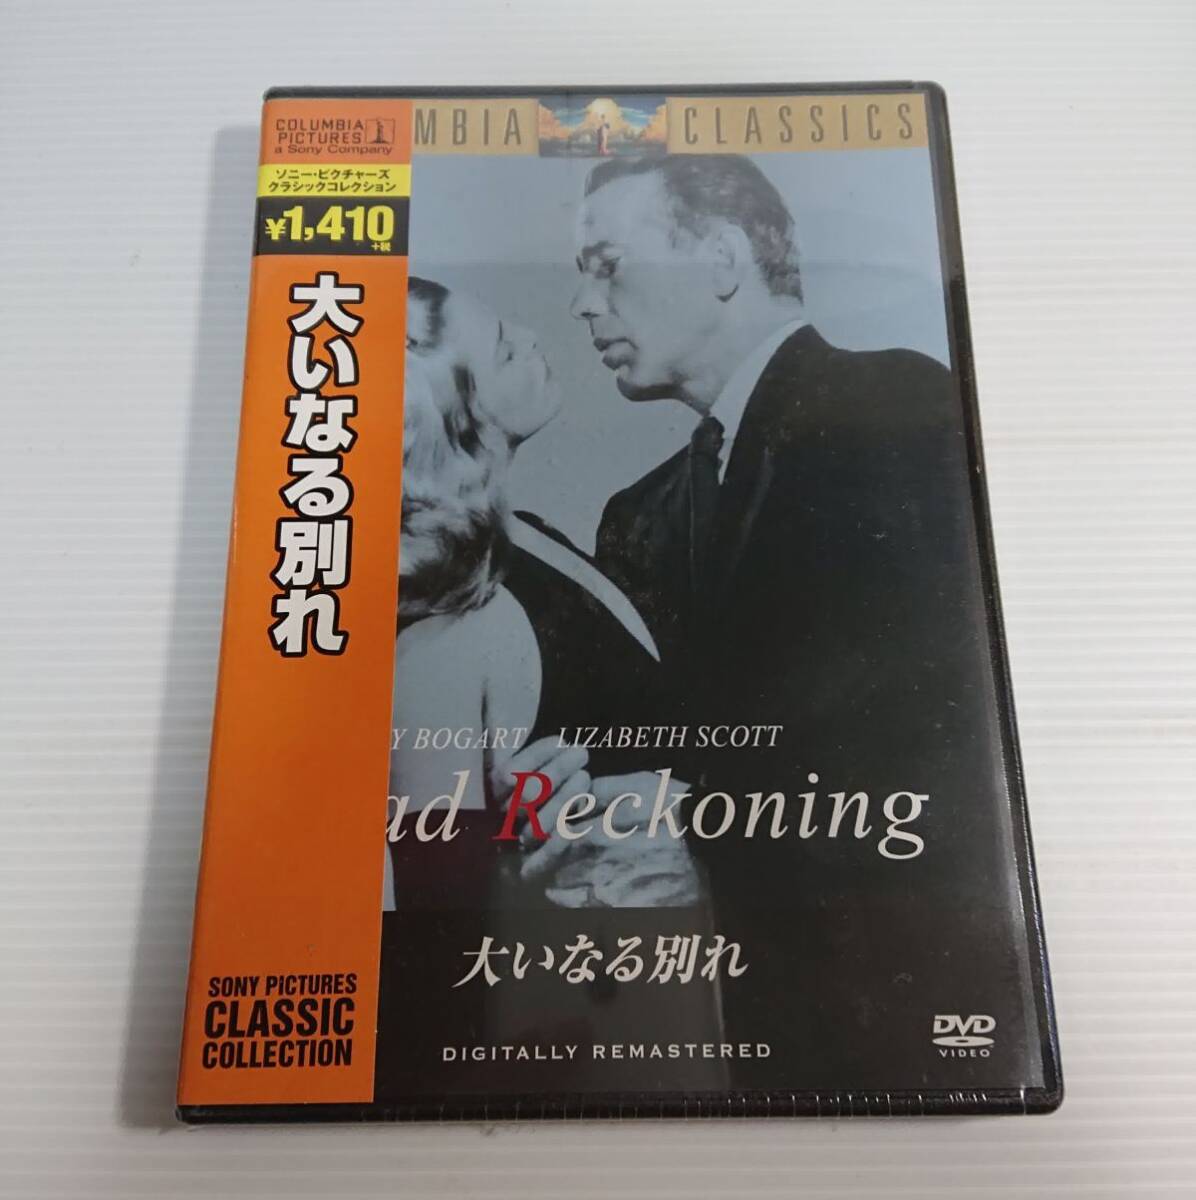 COLUMBIA
PICTURES
a Sony Company
ソニー・ピクチャーズ
クラシックコレクション
¥1,410
+税
大いなる別れ
SONY PICTURES
CLASSIC
COLLECTION
MBIA CLASSICS
Y BOGART LIZABETH SCOTT
ad Reckoning
大いなる別れ
DIGITALLY REMASTERED
DVD
VIDEO